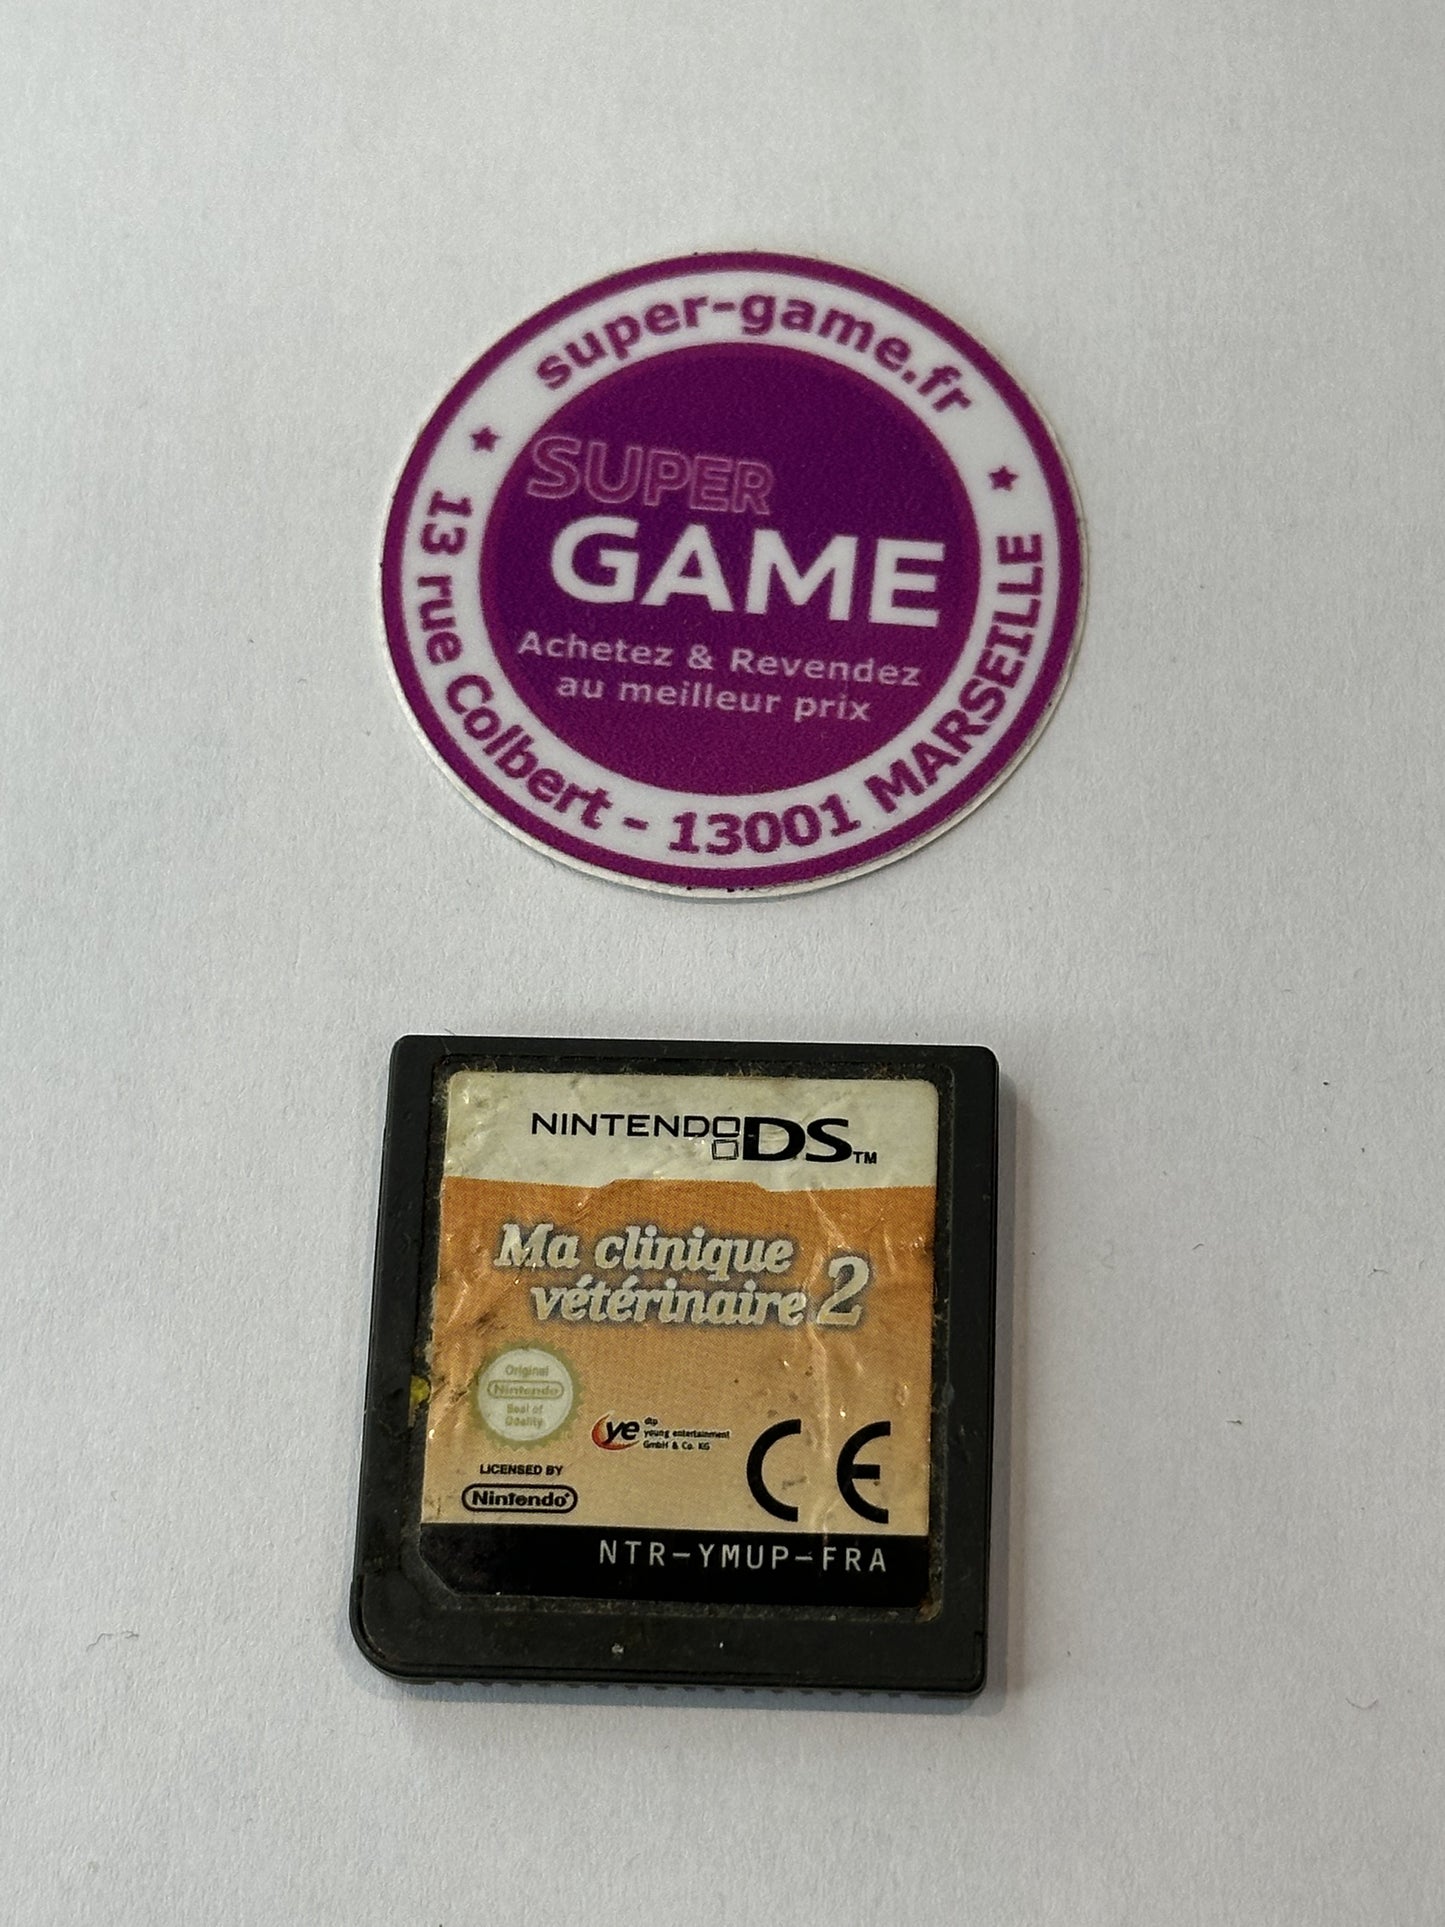 super-game.fr
SUPER
GAME
Achetez & Revendez
au meilleur prix
13 rue Colbert - 13001 MARSEILLE
NINTENDO DS™
Ma clinique
vétérinaire 2
Original
Nintendo
Seal of
Quality
ye
dtp
young entertainment
GmbH & Co. KG
CE
LICENSED BY
Nintendo®
NTR-YMUP-FRA